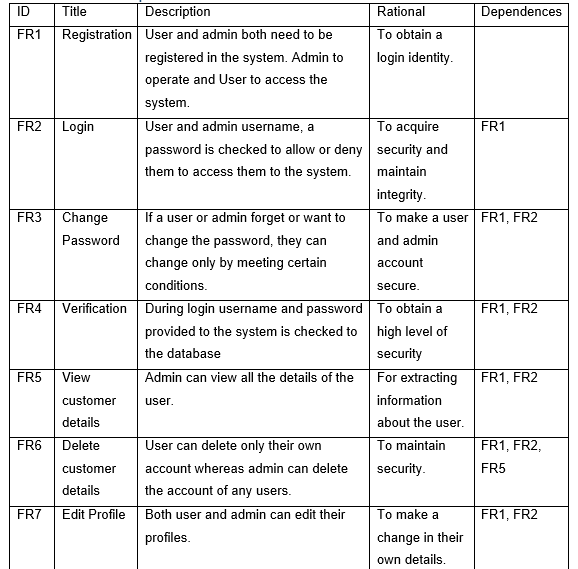 ID Title Description Rational Dependences
FR1 Registration User and admin both need to be To obtain a
registered in the system. Admin to login identity.
operate and User to access the
system.
FR2 Login User and admin username, a To acquire FR1
password is checked to allow or deny security and
them to access them to the system. maintain
integrity.
FR3 Change If a user or admin forget or want to To make a user FR1, FR2
Password change the password, they can and admin
change only by meeting certain account
conditions. secure.
FR4 Verification During login username and password To obtain a FR1, FR2
provided to the system is checked to high level of
the database security
FR5 View Admin can view all the details of the For extracting FR1, FR2
customer user. information
details about the user.
FR6 Delete User can delete only their own To maintain FR1, FR2,
customer account whereas admin can delete security. FR5
details the account of any users.
FR7 Edit Profile Both user and admin can edit their To make a FR1, FR2
profiles. change in their
own details.